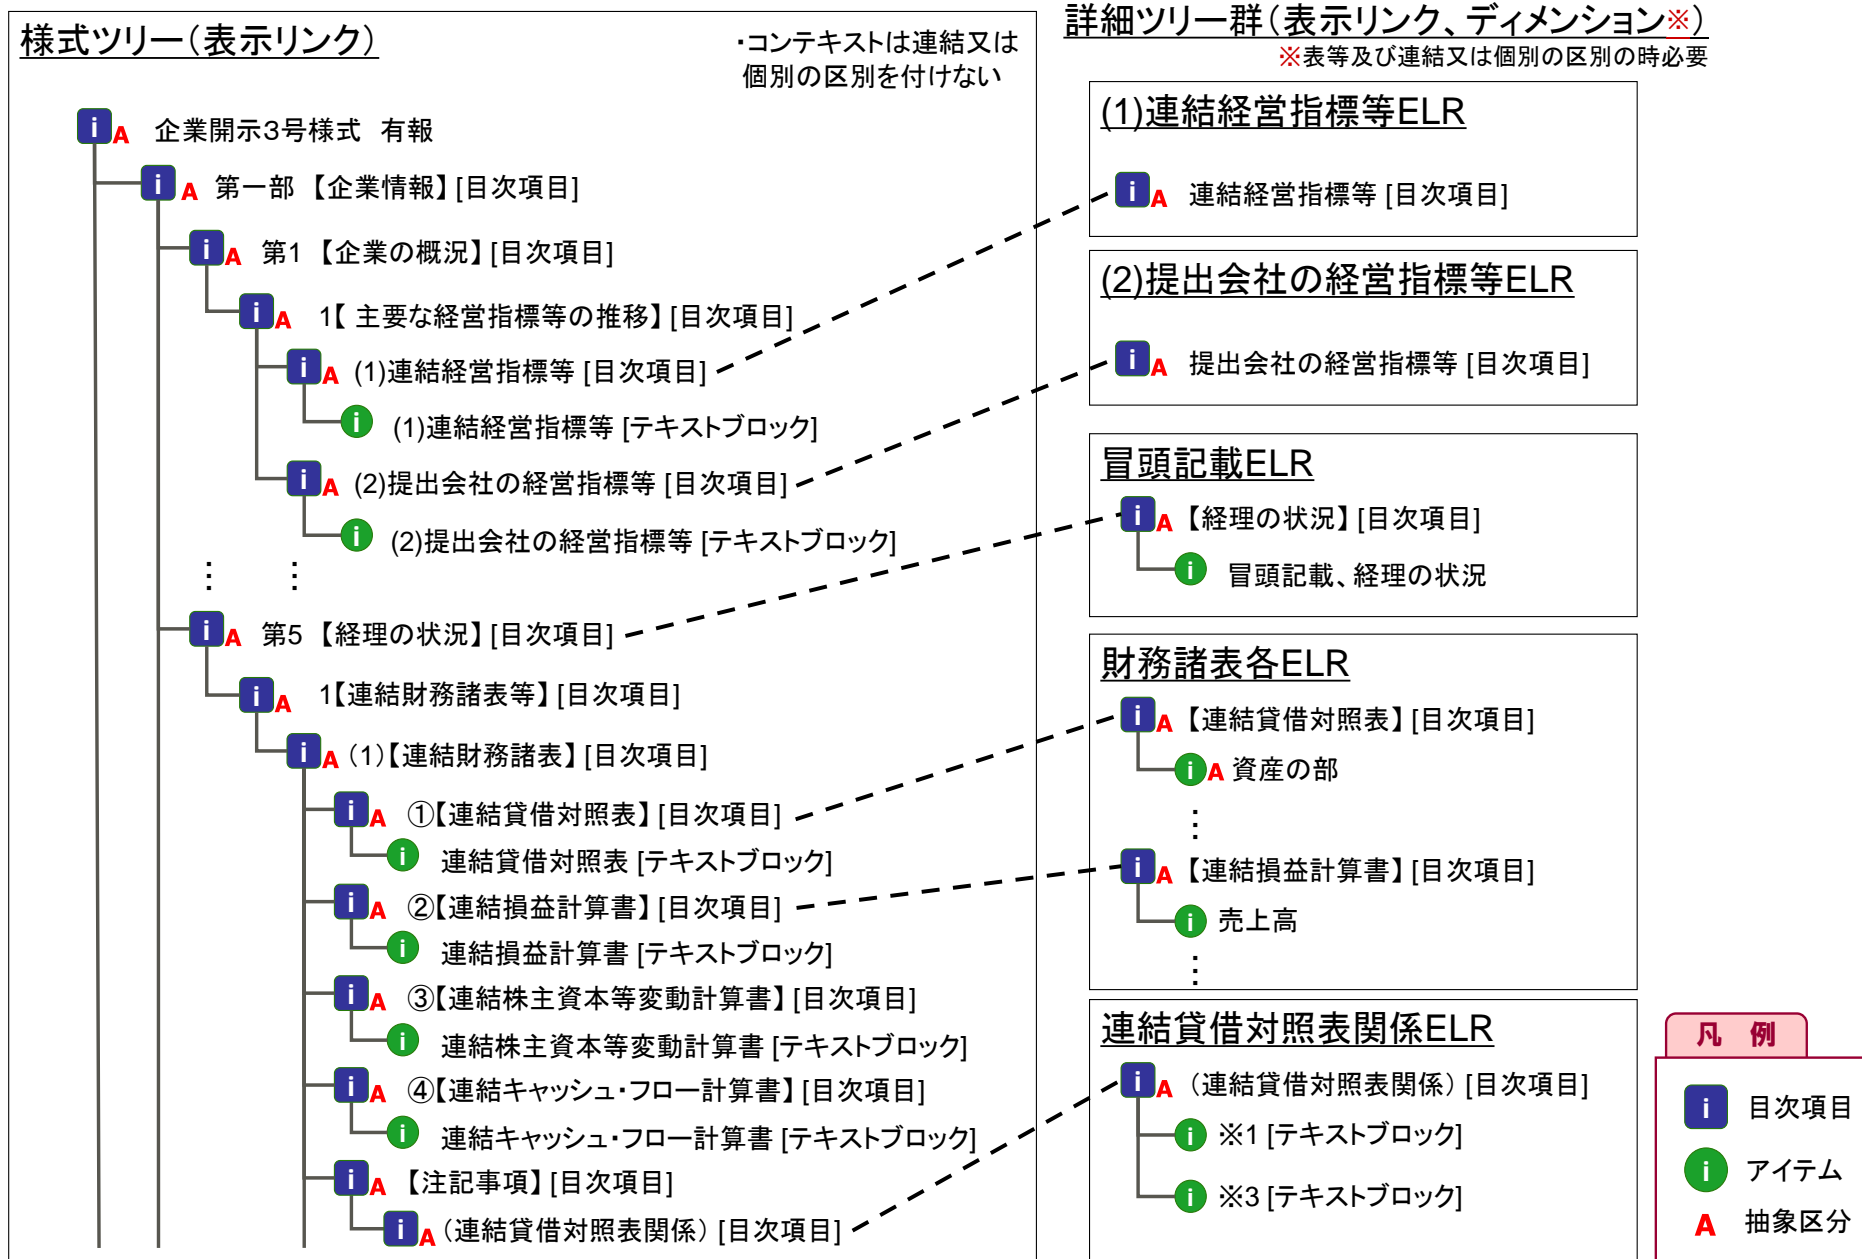 様式ツリー（表示リンク）
・コンテキストは連結又は
個別の区別を付けない
i A 企業開示３号様式 有報
i A 第一部 【企業情報】 [目次項目]
i A 第1 【企業の概況】 [目次項目]
i A 1【 主要な経営指標等の推移】 [目次項目]
i A (1)連結経営指標等 [目次項目]
i (1)連結経営指標等 [テキストブロック]
i A (2)提出会社の経営指標等 [目次項目]
i (2)提出会社の経営指標等 [テキストブロック]
⋮ ⋮
i A 第5 【経理の状況】 [目次項目]
i A 1【連結財務諸表等】 [目次項目]
i A (1)【連結財務諸表】 [目次項目]
i A ①【連結貸借対照表】 [目次項目]
i 連結貸借対照表 [テキストブロック]
i A ②【連結損益計算書】 [目次項目]
i 連結損益計算書 [テキストブロック]
i A ③【連結株主資本等変動計算書】 [目次項目]
i 連結株主資本等変動計算書 [テキストブロック]
i A ④【連結キャッシュ・フロー計算書】 [目次項目]
i 連結キャッシュ・フロー計算書 [テキストブロック]
i A 【注記事項】 [目次項目]
i A （連結貸借対照表関係） [目次項目]
詳細ツリー群（表示リンク、ディメンション※）
※表等及び連結又は個別の区別の時必要
(1)連結経営指標等ELR
i A 連結経営指標等 [目次項目]
(2)提出会社の経営指標等ELR
i A 提出会社の経営指標等 [目次項目]
冒頭記載ELR
i A 【経理の状況】 [目次項目]
i 冒頭記載、経理の状況
財務諸表各ELR
i A 【連結貸借対照表】 [目次項目]
i A 資産の部
⋮
i A 【連結損益計算書】 [目次項目]
i 売上高
⋮
連結貸借対照表関係ELR
i A （連結貸借対照表関係） [目次項目]
i ※1 [テキストブロック]
i ※3 [テキストブロック]
凡 例
i 目次項目
i アイテム
A 抽象区分